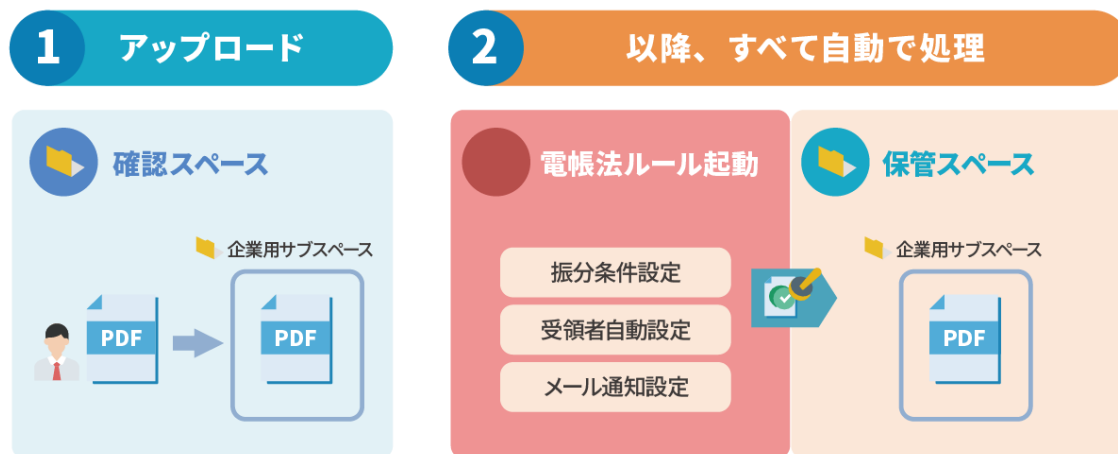 1 アップロード
2 以降、すべて自動で処理
確認スペース
企業用サブスペース
PDF
PDF
電帳法ルール起動
振分条件設定
受領者自動設定
メール通知設定
保管スペース
企業用サブスペース
PDF